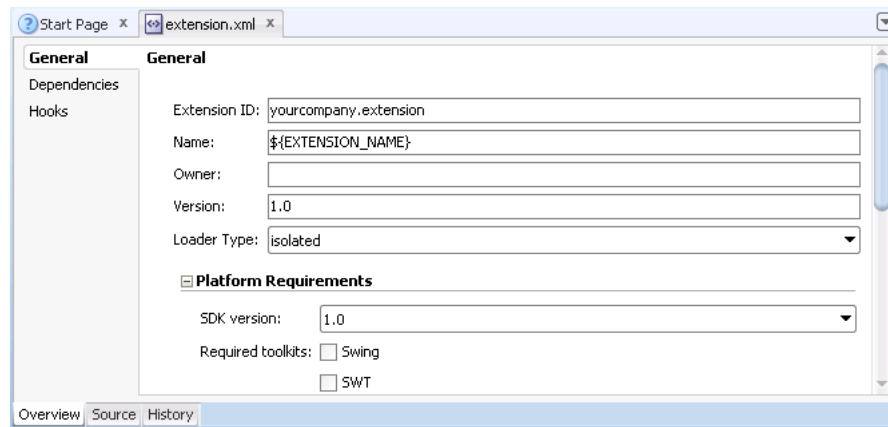 Start Page x extension.xml x
General
Dependencies
Hooks
General
Extension ID: yourcompany.extension
Name: ${EXTENSION_NAME}
Owner:
Version: 1.0
Loader Type: isolated
Platform Requirements
SDK version: 1.0
Required toolkits: Swing
SWT
Overview Source History